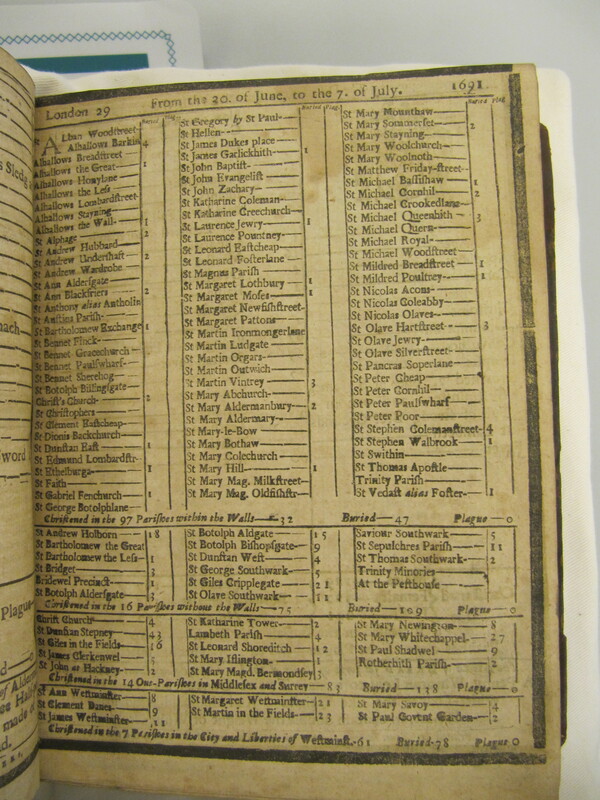 London 29 From the 30. of June, to the 7. of July. 1691.
Buried Plag.
ALban Woodstreet
Alhallows Barkin 4
Alhallows Breadstreet
Alhallows the Great 1
Alhallows Honylane
Alhallows the Less
Alhallows Lombardstreet
Alhallows Stayning
Alhallows the Wall 1
St Alphage 2
St Andrew Hubbard
St Andrew Undershaft 2
St Andrew Wardrobe
St Ann Aldersgate
St Ann Blackfriers 2
St Anthony alias Antholin
St Austins Parish
St Bartholomew Exchange 1
St Bennet Finck
St Bennet Gracechurch
St Bennet Paulswharf
St Bennet Sherehog
St Botolph Billingsgate
Christ's Church 2
St Christophers
St Clement Eastcheap
St Dionis Backchurch
St Dunstan East 1
St Edmund Lombardstr
St Ethelburga 1
St Faith
St Gabriel Fenchurch 1
St George Botolphlane
Buried Plag.
St Gregory by St Paul
St Hellen
St James Dukes place
St James Garlickhith 1
St John Baptist
St John Evangelist
St John Zachary
St Katharine Coleman
St Katharine Creechurch
St Laurence Jewry 1
St Laurence Pountney
St Leonard Eastcheap
St Leonard Fosterlane
St Magnus Parish
St Margaret Lothbury 1
St Margaret Moses 1
St Margaret Newfishstreet
St Margaret Pattons
St Martin Ironmongerlane
St Martin Ludgate
St Martin Orgars
St Martin Outwich
St Martin Vintrey 3
St Mary Abchurch
St Mary Aldermanbury 2
St Mary Aldermary
St Mary-le-Bow
St Mary Bothaw
St Mary Colechurch
St Mary Hill 1
St Mary Mag. Milkstreet
St Mary Mag. Oldfishstr
Buried Plag.
St Mary Mounthaw
St Mary Sommerset 2
St Mary Stayning
St Mary Woolchurch
St Mary Woolnoth
St Matthew Friday-street
St Michael Bassishaw 1
St Michael Cornhil 2
St Michael Crookedlane
St Michael Queenhith 3
St Michael Quern
St Michael Royal
St Michael Woodstreet
St Mildred Breadstreet 1
St Mildred Poultney 1
St Nicolas Acons
St Nicolas Coleabby
St Nicolas Olaves
St Olave Hartstreet 3
St Olave Jewry
St Olave Silverstreet
St Pancras Soperlane
St Peter Cheap
St Peter Cornhil
St Peter Paulswharf
St Peter Poor
St Stephen Colemanstreet 4
St Stephen Walbrook 1
St Swithin
St Thomas Apostle
Trinity Parish
St Vedast alias Foster 1
Christned in the 97 Parishes within the Walls 32 Buried 47 Plague 0
St Andrew Holborn 18
St Bartholomew the Great
St Bartholomew the Less 1
St Bridget 3
Bridewel Precinct 1
St Botolph Aldersgate 3
St Botolph Aldgate 15
St Botolph Bishopsgate 9
St Dunstan West 4
St George Southwark 5
St Giles Cripplegate 21
St Olave Southwark 11
Saviour Southwark 5
St Sepulchres Parish 11
St Thomas Southwark 2
Trinity Minories
At the Pesthouse
Christned in the 16 Parishes without the Walls 75 Buried Plague 0
Christ Church 4
St Dunstan Stepney 43
St Giles in the Fields 16
St James Clerkenwel
St John at Hackney 2
St Katharine Tower 2
Lambeth Parish 4
St Leonard Shoreditch 12
St Mary Islington 1
St Mary Magd. Bermondsey 3
St Mary Newington 8
St Mary Whitechappel 27
St Paul Shadwel 9
Rotherhith Parish 2
Christned in the 14 Out-Parishes in Middlesex and Surrey 83 Buried 138 Plague 0
St Ann Westminster 8
St Clement Danes 9
St James Westminster 11
St Margaret Westminster 21
St Martin in the Fields 23
St Mary Savoy 4
St Paul Covent Garden 2
Christned in the 7 Parishes in the City and Liberties of Westminst. 61 Buried 78 Plague 0